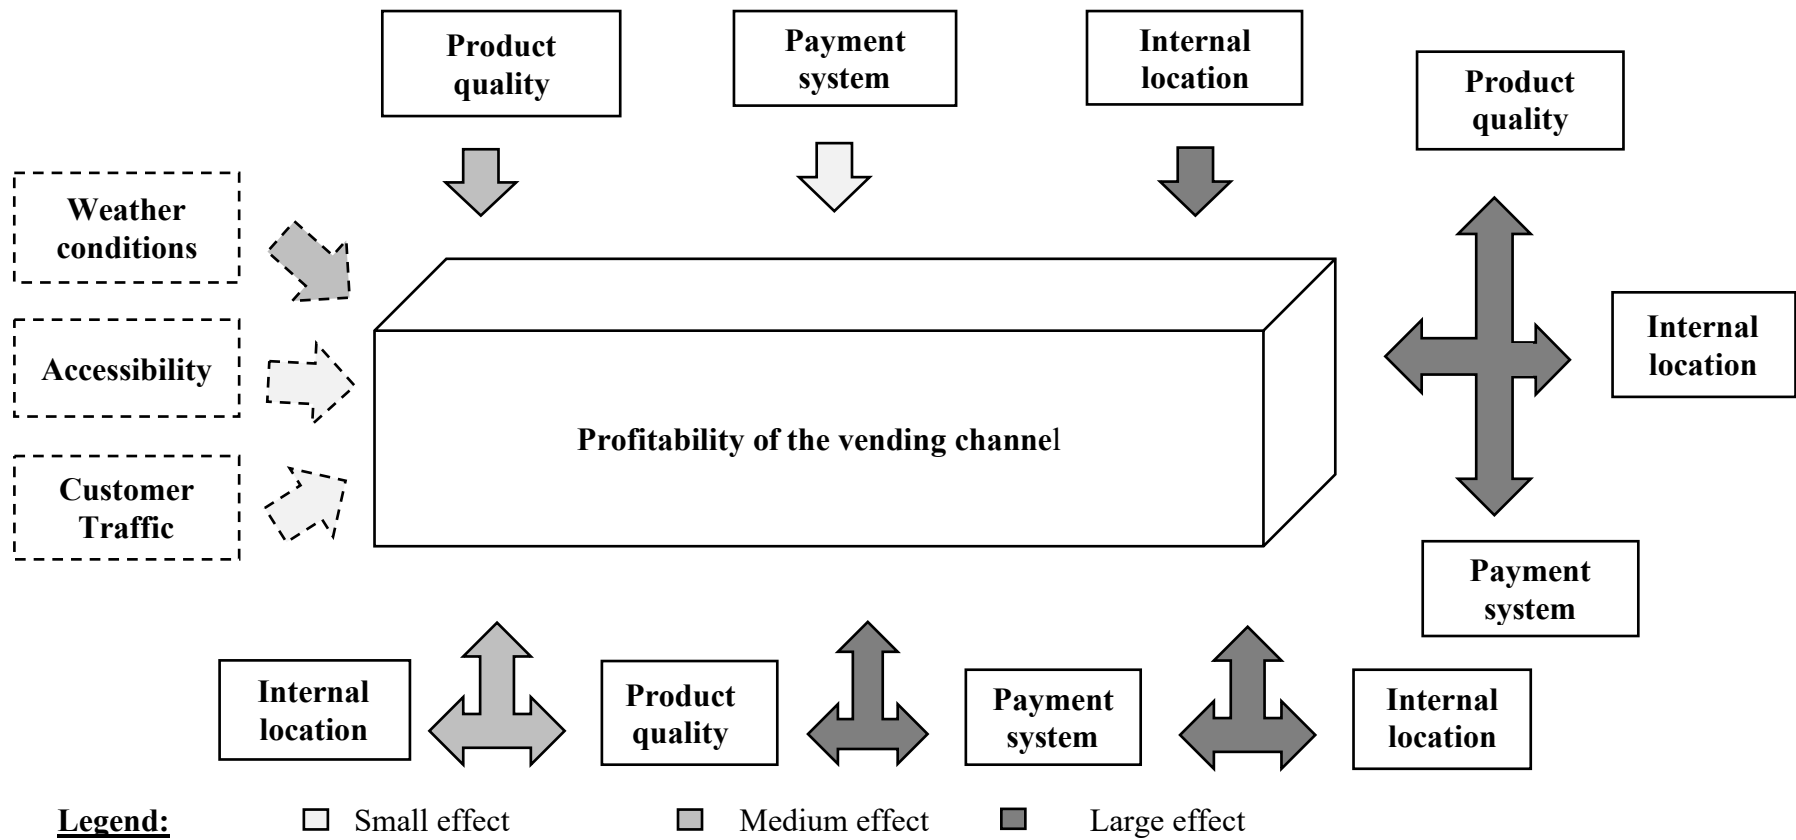 Product
quality
Payment
system
Internal
location
Product
quality
Weather
conditions
Accessibility
Customer
Traffic
Profitability of the vending channel
Internal
location
Payment
system
Internal
location
Product
quality
Payment
system
Internal
location
Legend:
Small effect
Medium effect
Large effect